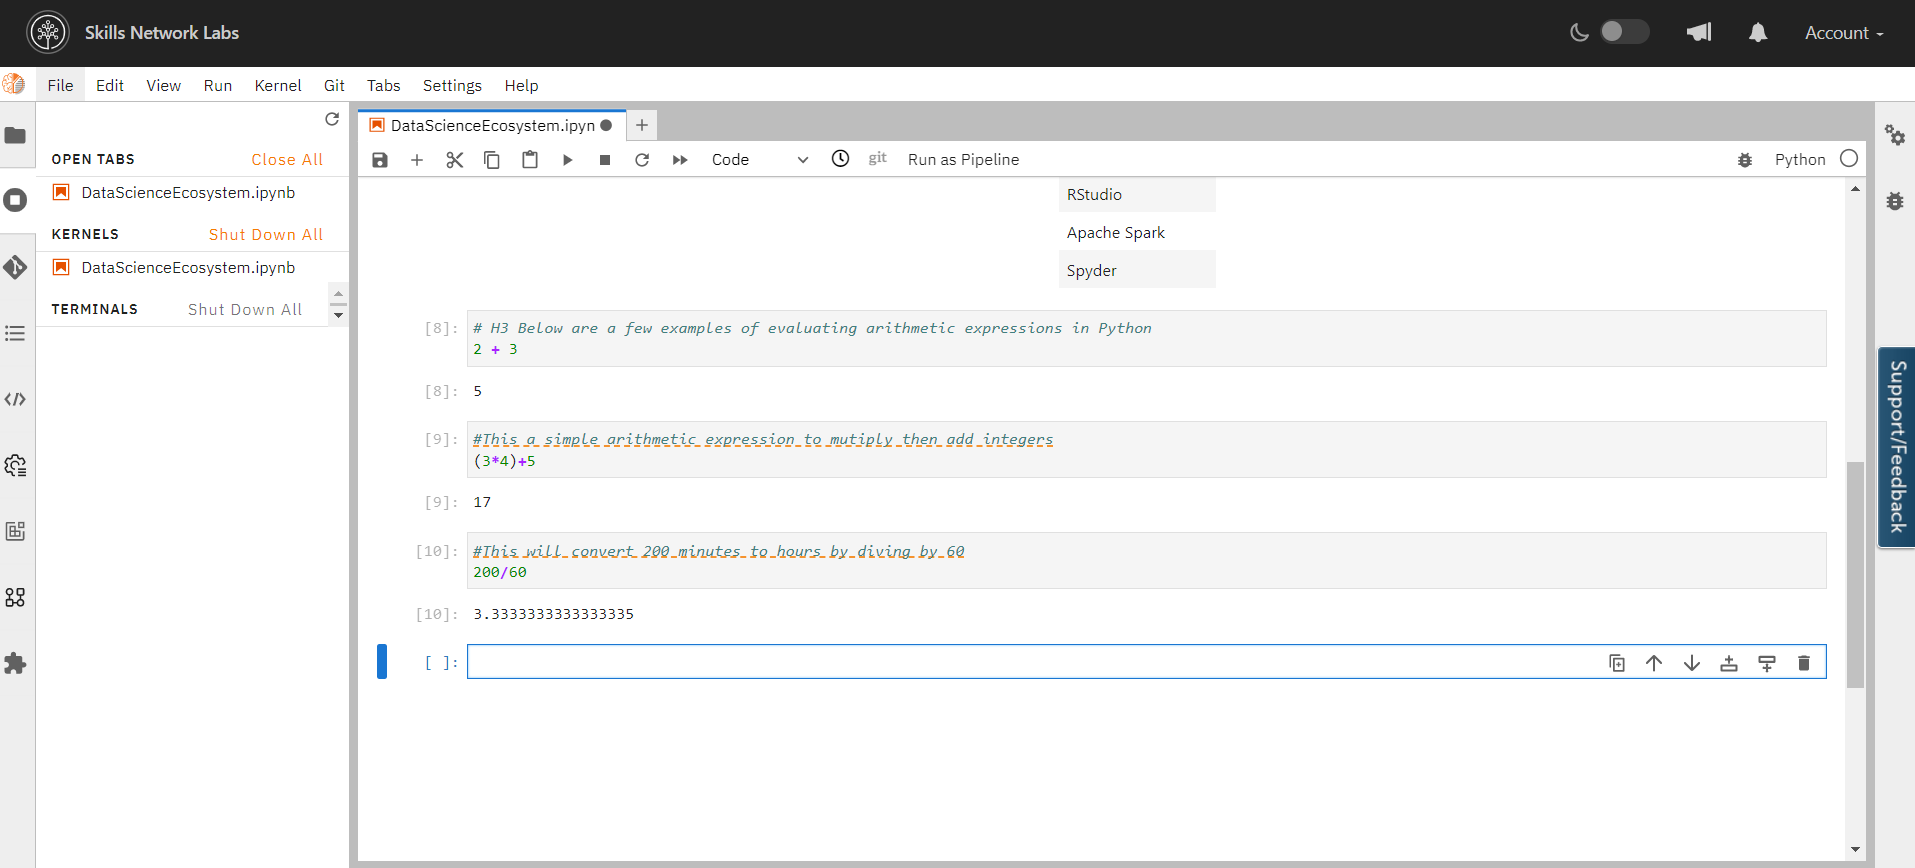 Skills Network Labs
Account
File Edit View Run Kernel Git Tabs Settings Help
OPEN TABS Close All
DataScienceEcosystem.ipynb
KERNELS Shut Down All
DataScienceEcosystem.ipynb
TERMINALS Shut Down All
DataScienceEcosystem.ipyn
Code git Run as Pipeline Python
RStudio
Apache Spark
Spyder
[8]: # H3 Below are a few examples of evaluating arithmetic expressions in Python
2 + 3
[8]: 5
[9]: #This a simple arithmetic expression to mutiply then add integers
(3*4)+5
[9]: 17
[10]: #This will convert 200 minutes to hours by diving by 60
200/60
[10]: 3.3333333333333335
[ ]:
Support/Feedback